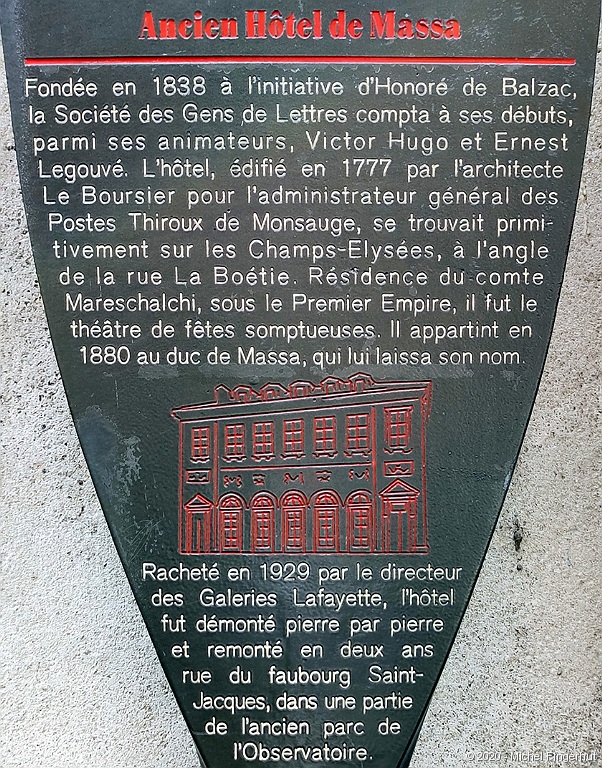 Ancien Hôtel de Massa
Fondée en 1838 à l'initiative d'Honoré de Balzac,
la Société des Gens de Lettres compta à ses débuts,
parmi ses animateurs, Victor Hugo et Ernest
Legouvé. L'hôtel, édifié en 1777 par l'architecte
Le Boursier pour l'administrateur général des
Postes Thiroux de Monsauge, se trouvait primi-
tivement sur les Champs-Elysées, à l'angle
de la rue La Boétie. Résidence du comte
Mareschalchi, sous le Premier Empire, il fut le
théâtre de fêtes somptueuses. Il appartint en
1880 au duc de Massa, qui lui laissa son nom.
Racheté en 1929 par le directeur
des Galeries Lafayette, l'hôtel
fut démonté pierre par pierre
et remonté en deux ans
rue du faubourg Saint-
Jacques, dans une partie
de l'ancien parc de
l'Observatoire.
© 2020 - Michel